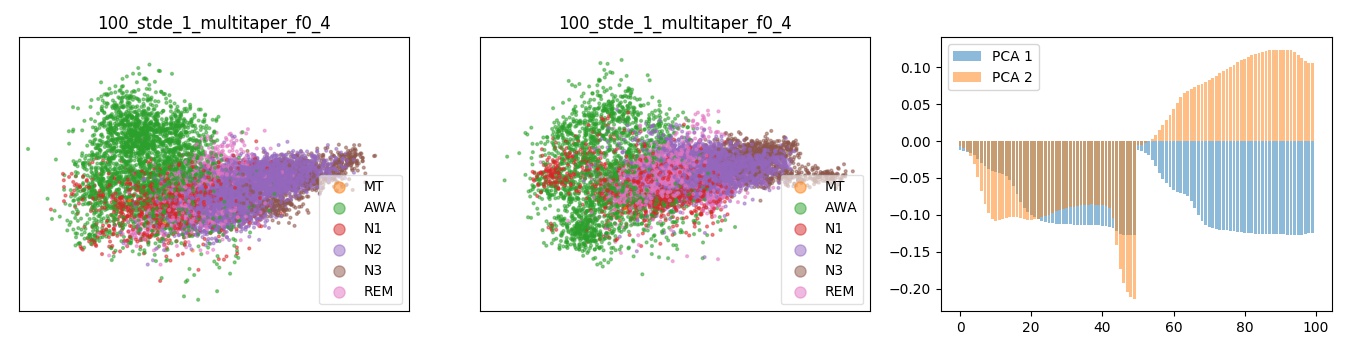 100_stde_1_multitaper_f0_4
MT
AWA
N1
N2
N3
REM
100_stde_1_multitaper_f0_4
MT
AWA
N1
N2
N3
REM
PCA 1
PCA 2
0.10
0.05
0.00
−0.05
−0.10
−0.15
−0.20
0 20 40 60 80 100